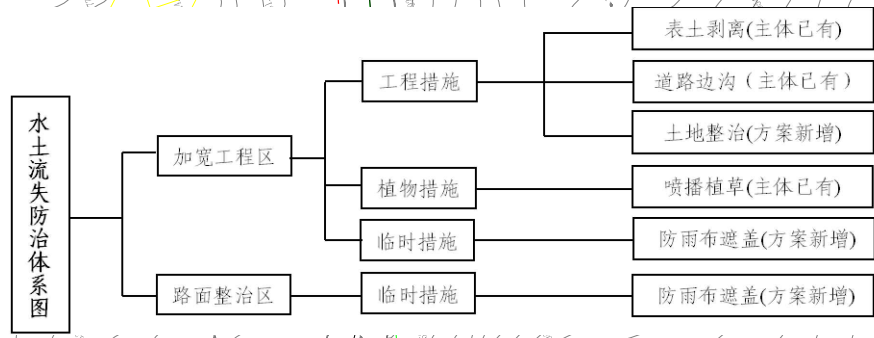 水土流失防治体系图
加宽工程区
工程措施
表土剥离(主体已有)
道路边沟（主体已有）
土地整治(方案新增)
植物措施
喷播植草(主体已有)
临时措施
防雨布遮盖(方案新增)
路面整治区
临时措施
防雨布遮盖(方案新增)